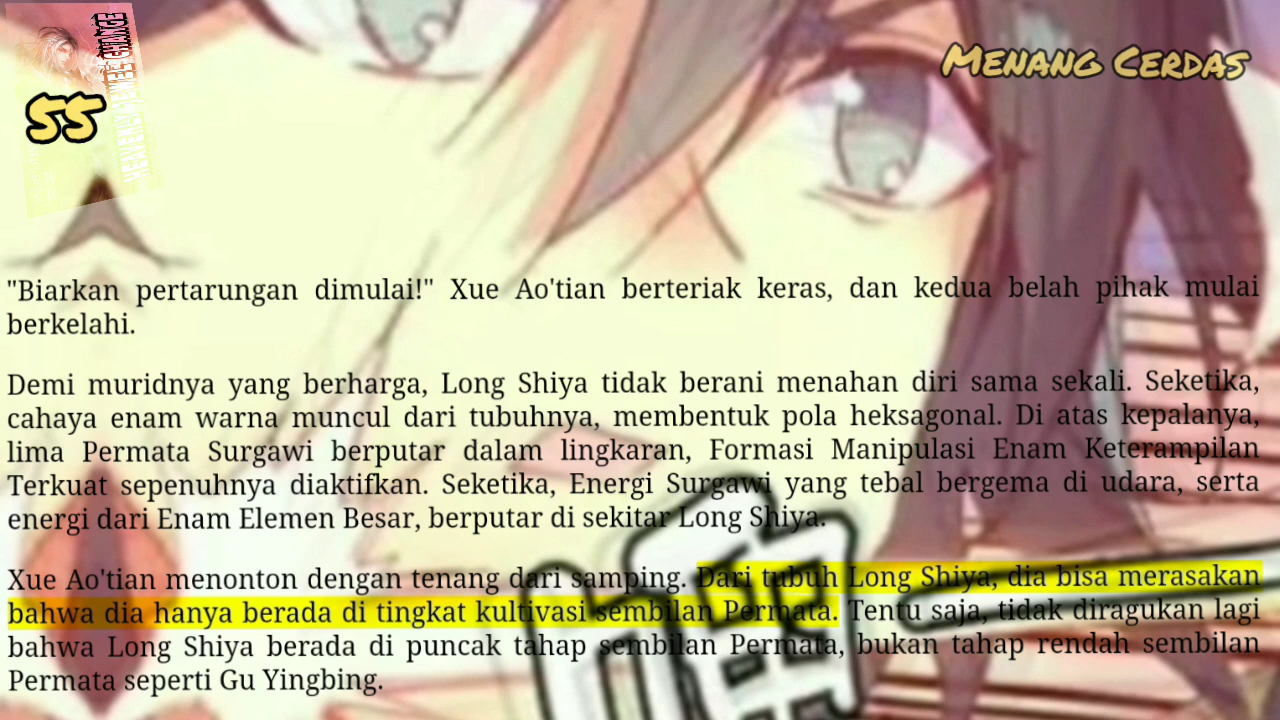 HEAVENLY JEWEL CHANGE
Menang Cerdas
55
"Biarkan pertarungan dimulai!" Xue Ao'tian berteriak keras, dan kedua belah pihak mulai
berkelahi.
Demi muridnya yang berharga, Long Shiya tidak berani menahan diri sama sekali. Seketika,
cahaya enam warna muncul dari tubuhnya, membentuk pola heksagonal. Di atas kepalanya,
lima Permata Surgawi berputar dalam lingkaran, Formasi Manipulasi Enam Keterampilan
Terkuat sepenuhnya diaktifkan. Seketika, Energi Surgawi yang tebal bergema di udara, serta
energi dari Enam Elemen Besar, berputar di sekitar Long Shiya.
Xue Ao'tian menonton dengan tenang dari samping. Dari tubuh Long Shiya, dia bisa merasakan
bahwa dia hanya berada di tingkat kultivasi sembilan Permata. Tentu saja, tidak diragukan lagi
bahwa Long Shiya berada di puncak tahap sembilan Permata, bukan tahap rendah sembilan
Permata seperti Gu Yingbing.